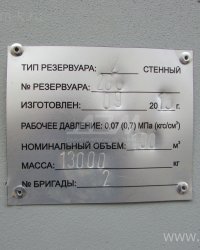 ТИП РЕЗЕРВУАРА: 2 СТЕННЫЙ
№ РЕЗЕРВУАРА:
ИЗГОТОВЛЕН: 09 20 г.
РАБОЧЕЕ ДАВЛЕНИЕ: 0,07 (0,7) МПа (кгс/см²)
НОМИНАЛЬНЫЙ ОБЪЕМ: м³
МАССА: 13000 кг
№ БРИГАДЫ: 2